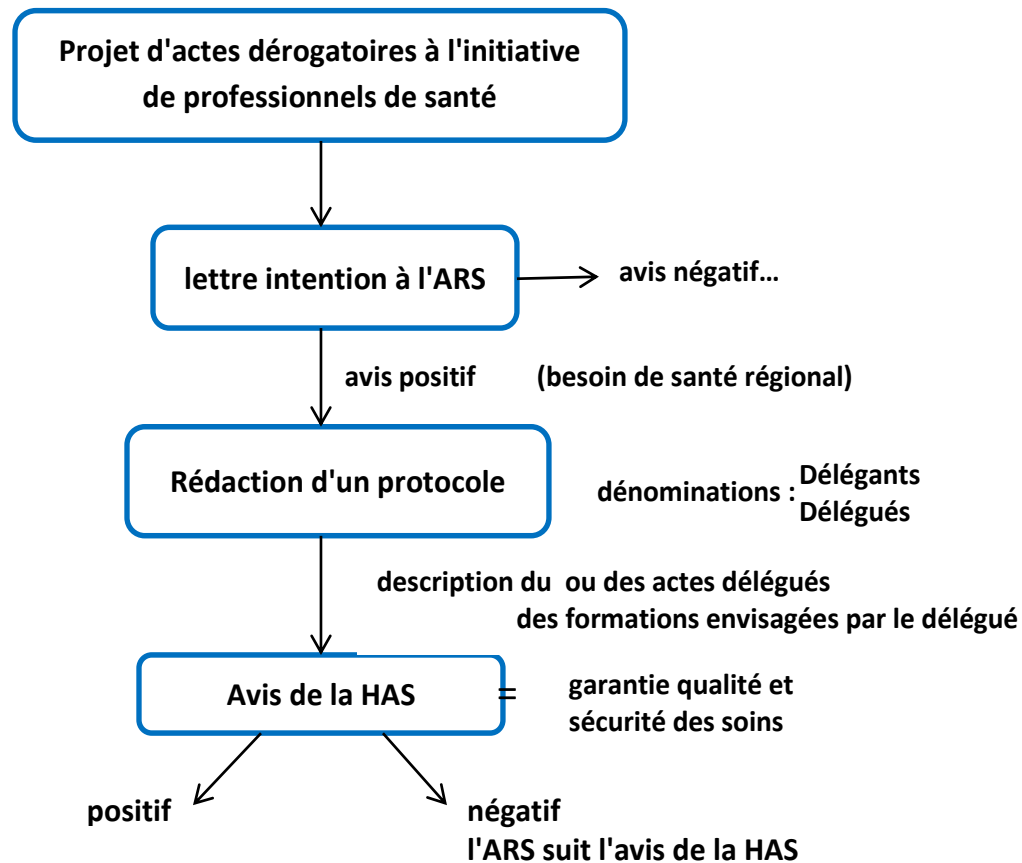 Projet d'actes dérogatoires à l'initiative
de professionnels de santé
lettre intention à l'ARS
avis négatif...
avis positif (besoin de santé régional)
Rédaction d'un protocole
dénominations : Délégants
Délégués
description du ou des actes délégués
des formations envisagées par le délégué
Avis de la HAS
=
garantie qualité et
sécurité des soins
positif
négatif
l'ARS suit l'avis de la HAS